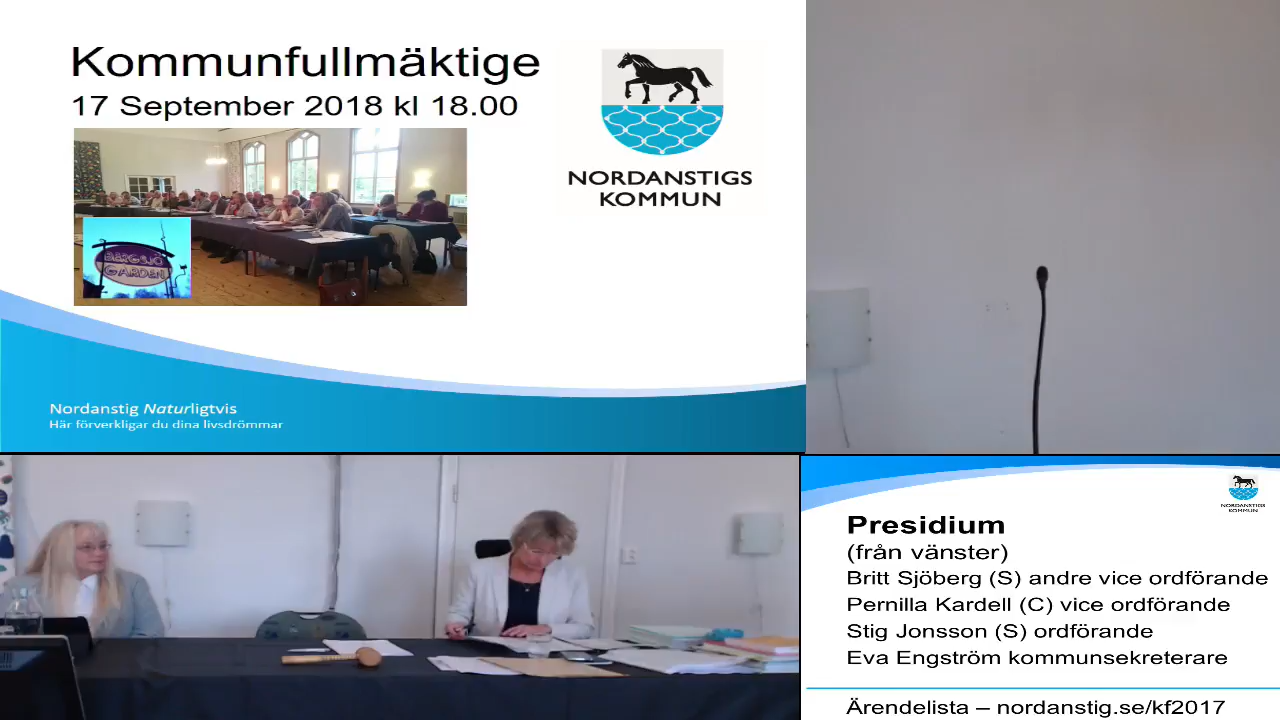 Kommunfullmäktige
17 September 2018 kl 18.00
NORDANSTIGS
KOMMUN
BERGSJÖ
GÅRDEN
Nordanstig Naturligtvis
Här förverkligar du dina livsdrömmar
NORDANSTIGS
KOMMUN
Presidium
(från vänster)
Britt Sjöberg (S) andre vice ordförande
Pernilla Kardell (C) vice ordförande
Stig Jonsson (S) ordförande
Eva Engström kommunsekreterare
Ärendelista – nordanstig.se/kf2017